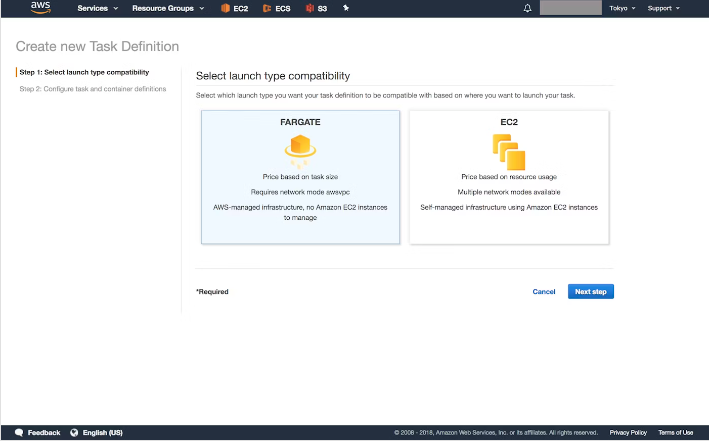 aws
Services
Resource Groups
EC2
ECS
S3
Tokyo
Support
Create new Task Definition
Step 1: Select launch type compatibility
Step 2: Configure task and container definitions
Select launch type compatibility
Select which launch type you want your task definition to be compatible with based on where you want to launch your task.
FARGATE
Price based on task size
Requires network mode awsvpc
AWS-managed infrastructure, no Amazon EC2 instances
to manage
EC2
Price based on resource usage
Multiple network modes available
Self-managed infrastructure using Amazon EC2 instances
*Required
Cancel
Next step
Feedback
English (US)
© 2008 - 2018, Amazon Web Services, Inc. or its affiliates. All rights reserved.
Privacy Policy
Terms of Use